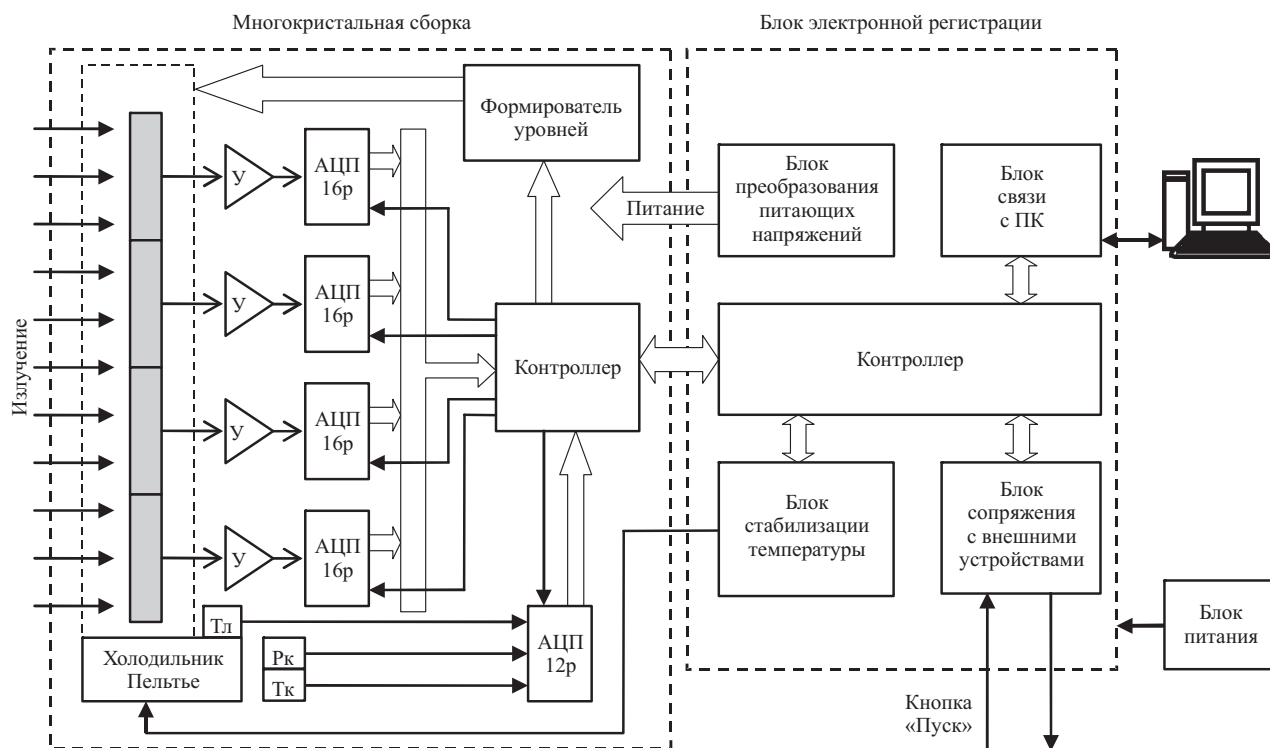 Многокристальная сборка
Блок электронной регистрации
Формирователь
уровней
У
АЦП
16р
Блок
преобразования
питающих
напряжений
Блок
связи
с ПК
Питание
У
АЦП
16р
Излучение
Контроллер
Контроллер
У
АЦП
16р
Блок
стабилизации
температуры
Блок
сопряжения
с внешними
устройствами
У
АЦП
16р
Блок
питания
Тл
АЦП
12р
Холодильник
Пельтье
Рк
Тк
Кнопка
«Пуск»